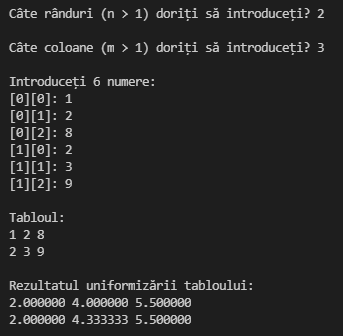 Câte rânduri (n > 1) doriți să introduceți? 2
Câte coloane (m > 1) doriți să introduceți? 3
Introduceți 6 numere:
[0][0]: 1
[0][1]: 2
[0][2]: 8
[1][0]: 2
[1][1]: 3
[1][2]: 9
Tabloul:
1 2 8
2 3 9
Rezultatul uniformizării tabloului:
2.000000 4.000000 5.500000
2.000000 4.333333 5.500000